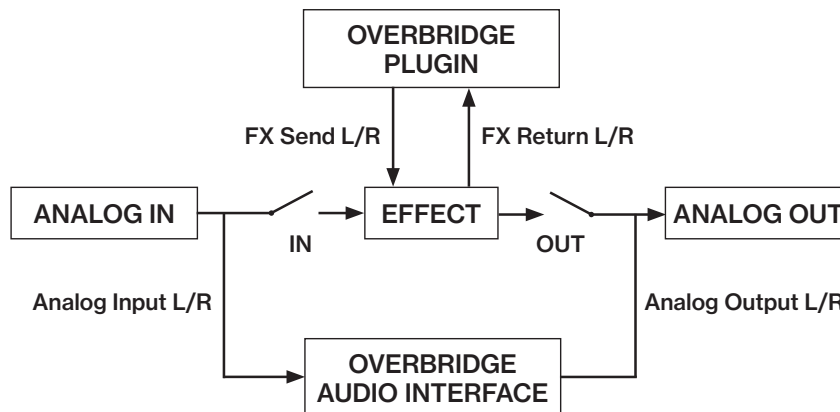 OVERBRIDGE
PLUGIN
FX Send L/R
FX Return L/R
ANALOG IN
EFFECT
ANALOG OUT
IN
OUT
Analog Input L/R
Analog Output L/R
OVERBRIDGE
AUDIO INTERFACE